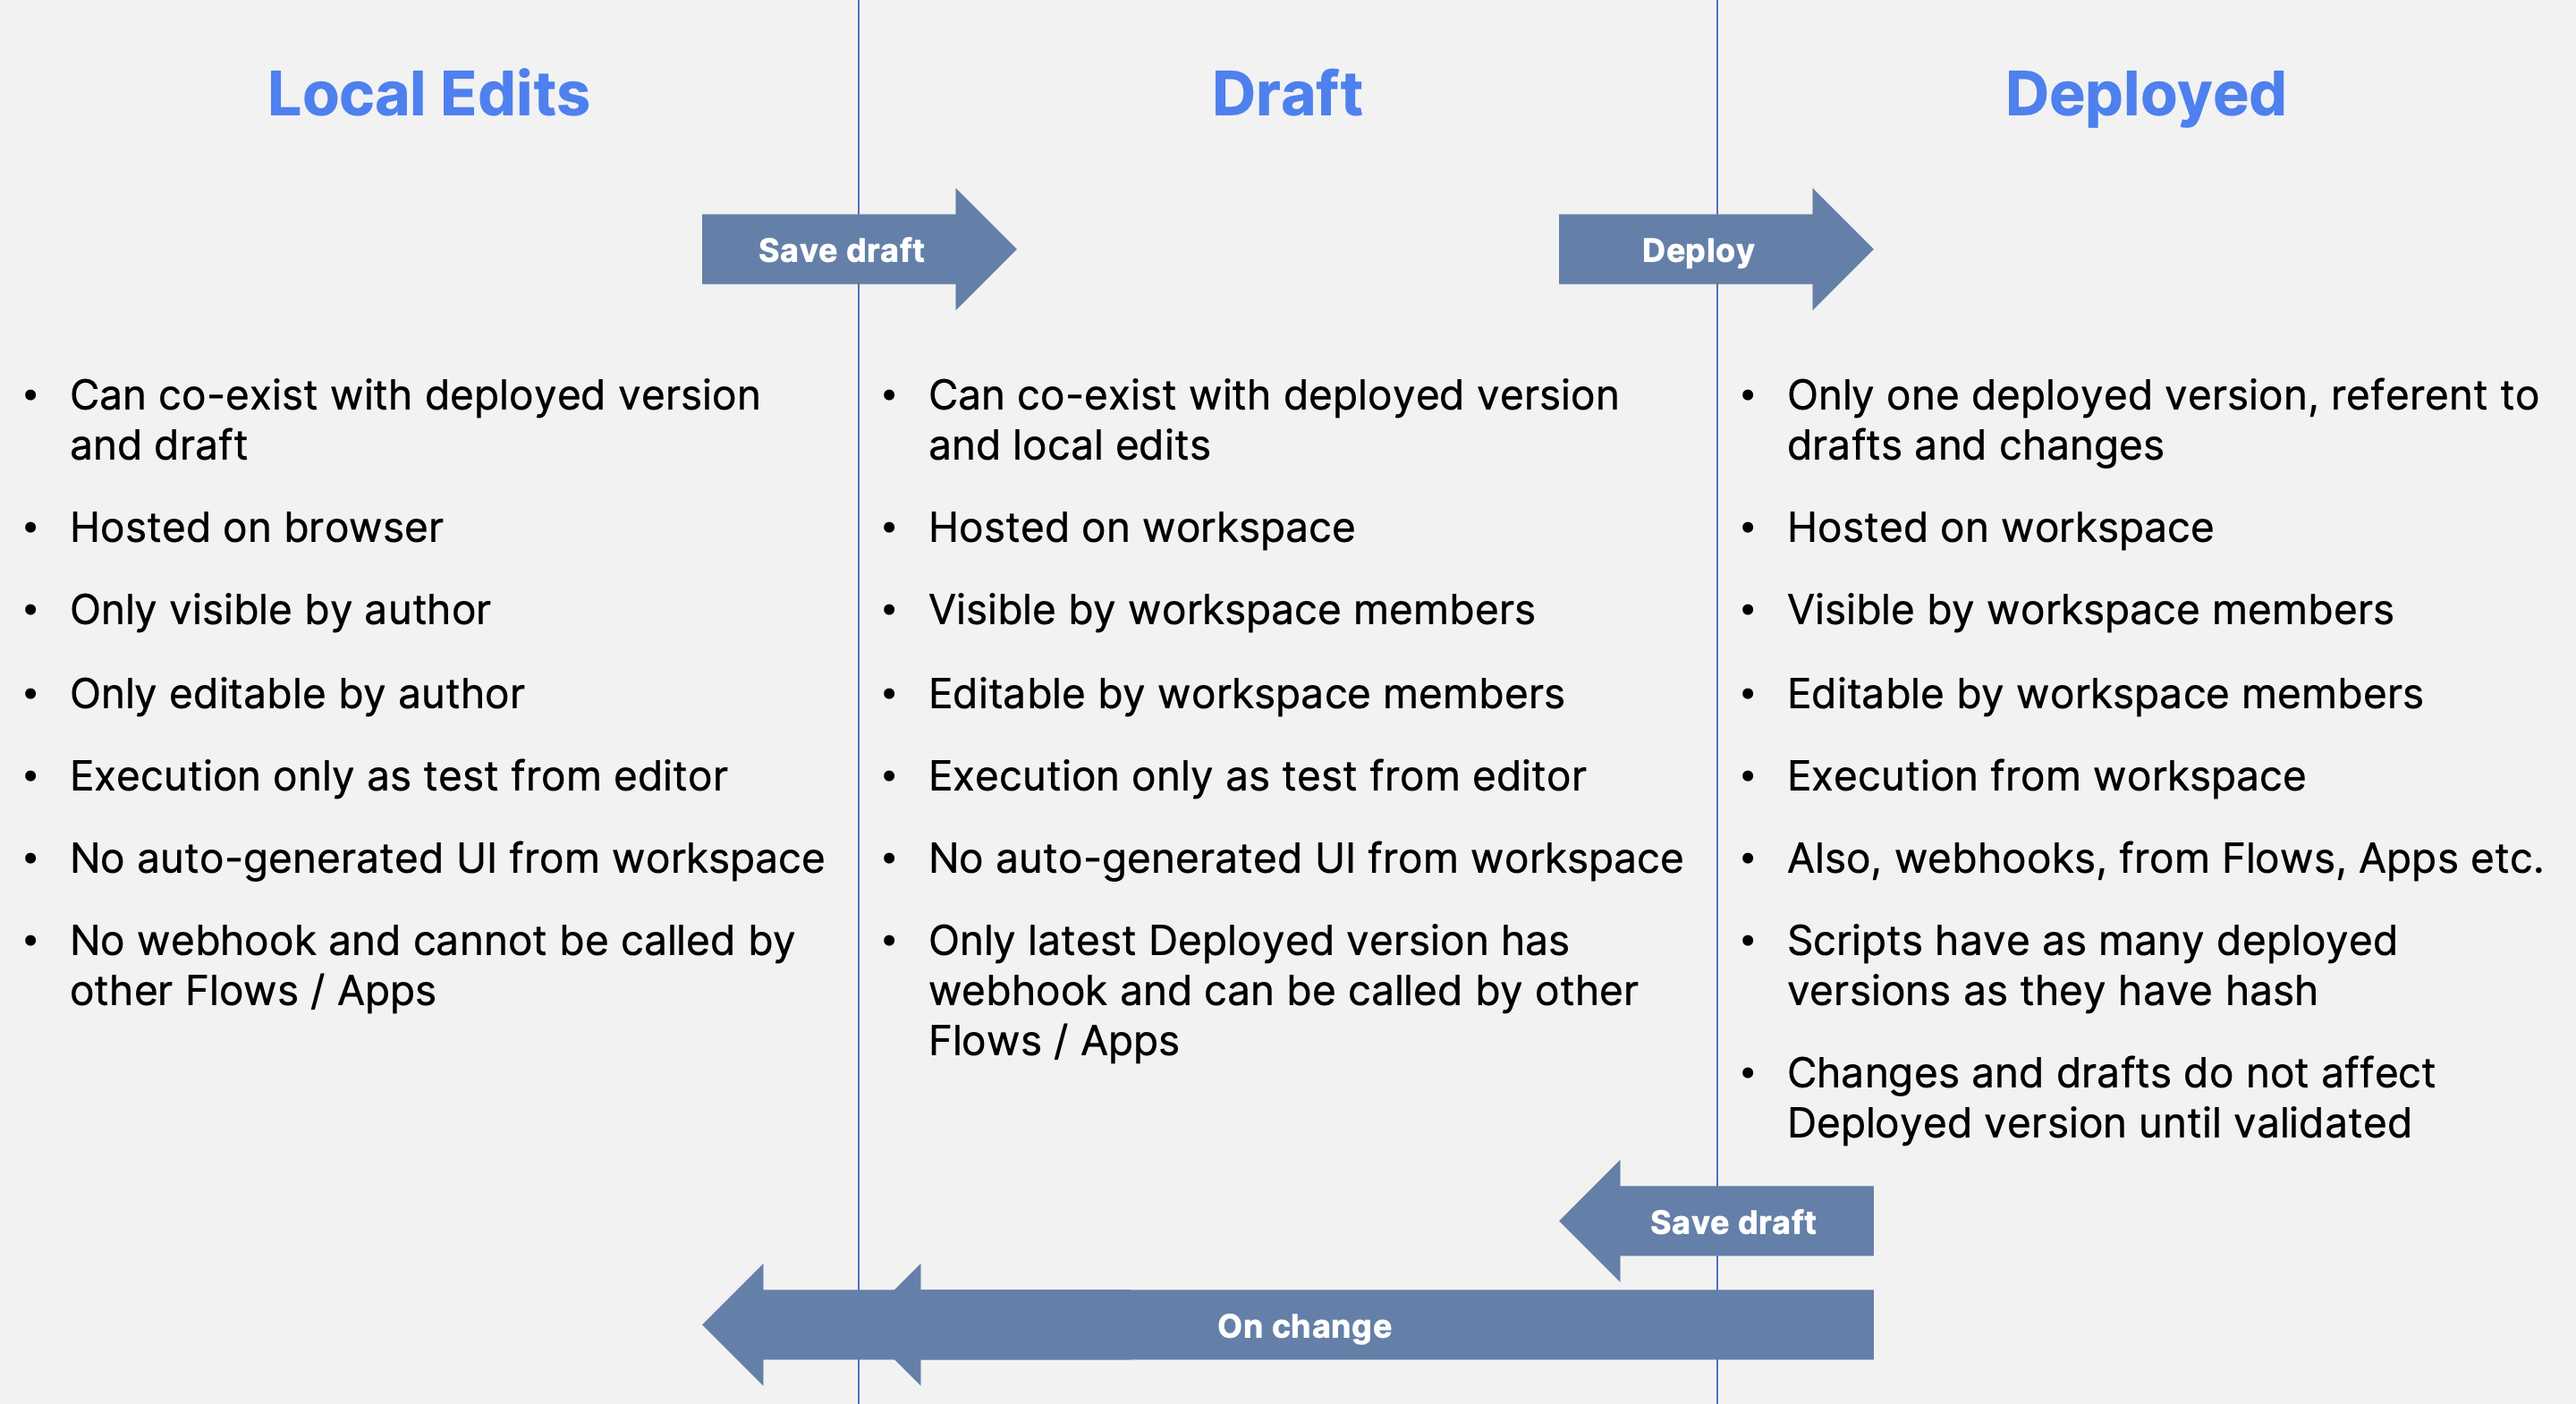 Local Edits
Draft
Deployed
Save draft
Deploy
• Can co-exist with deployed version
and draft
• Hosted on browser
• Only visible by author
• Only editable by author
• Execution only as test from editor
• No auto-generated UI from workspace
• No webhook and cannot be called by
other Flows / Apps
• Can co-exist with deployed version
and local edits
• Hosted on workspace
• Visible by workspace members
• Editable by workspace members
• Execution only as test from editor
• No auto-generated UI from workspace
• Only latest Deployed version has
webhook and can be called by other
Flows / Apps
• Only one deployed version, referent to
drafts and changes
• Hosted on workspace
• Visible by workspace members
• Editable by workspace members
• Execution from workspace
• Also, webhooks, from Flows, Apps etc.
• Scripts have as many deployed
versions as they have hash
• Changes and drafts do not affect
Deployed version until validated
Save draft
On change